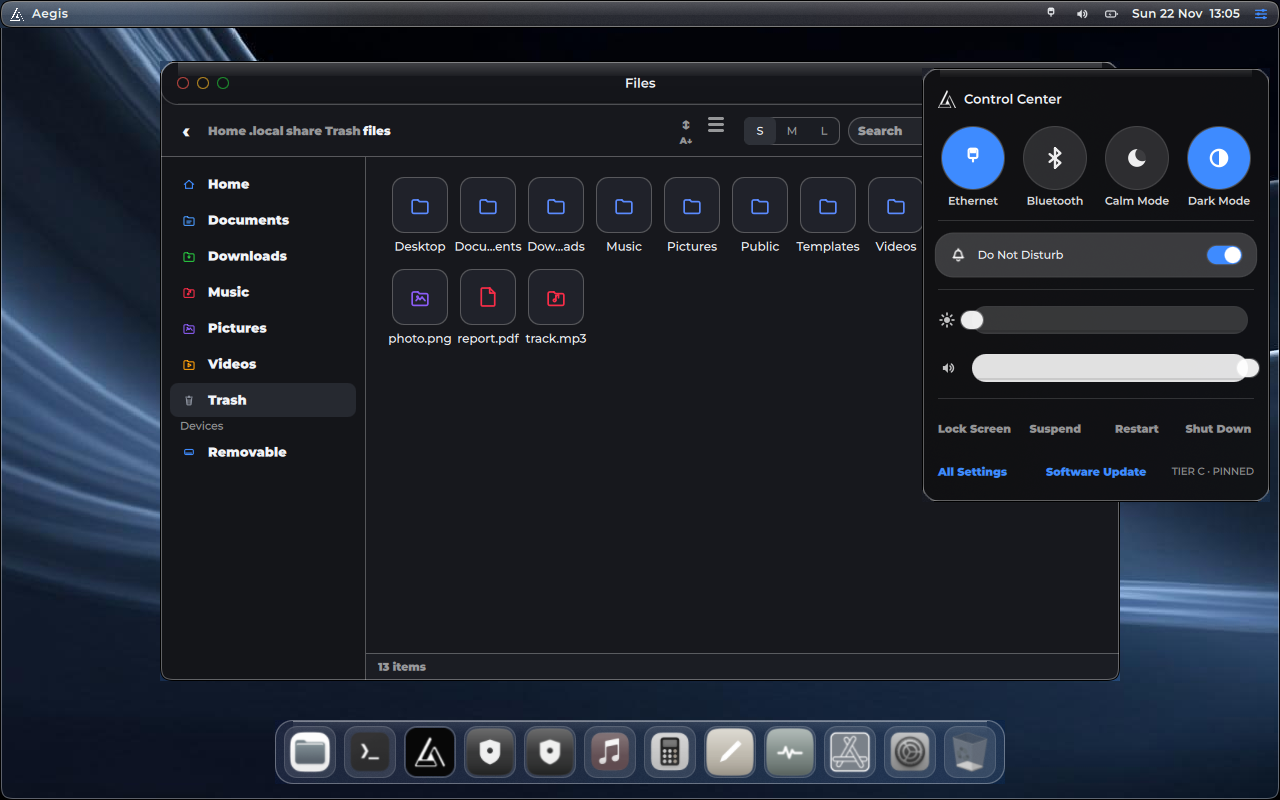 Aegis
Sun 22 Nov 13:05
Files
Home .local share Trash files
A
S M L
Search
Home
Documents
Downloads
Music
Pictures
Videos
Trash
Devices
Removable
Desktop Docu...ents Dow...ads Music Pictures Public Templates Videos
photo.png report.pdf track.mp3
13 items
Control Center
Ethernet Bluetooth Calm Mode Dark Mode
Do Not Disturb
Lock Screen Suspend Restart Shut Down
All Settings Software Update TIER C · PINNED